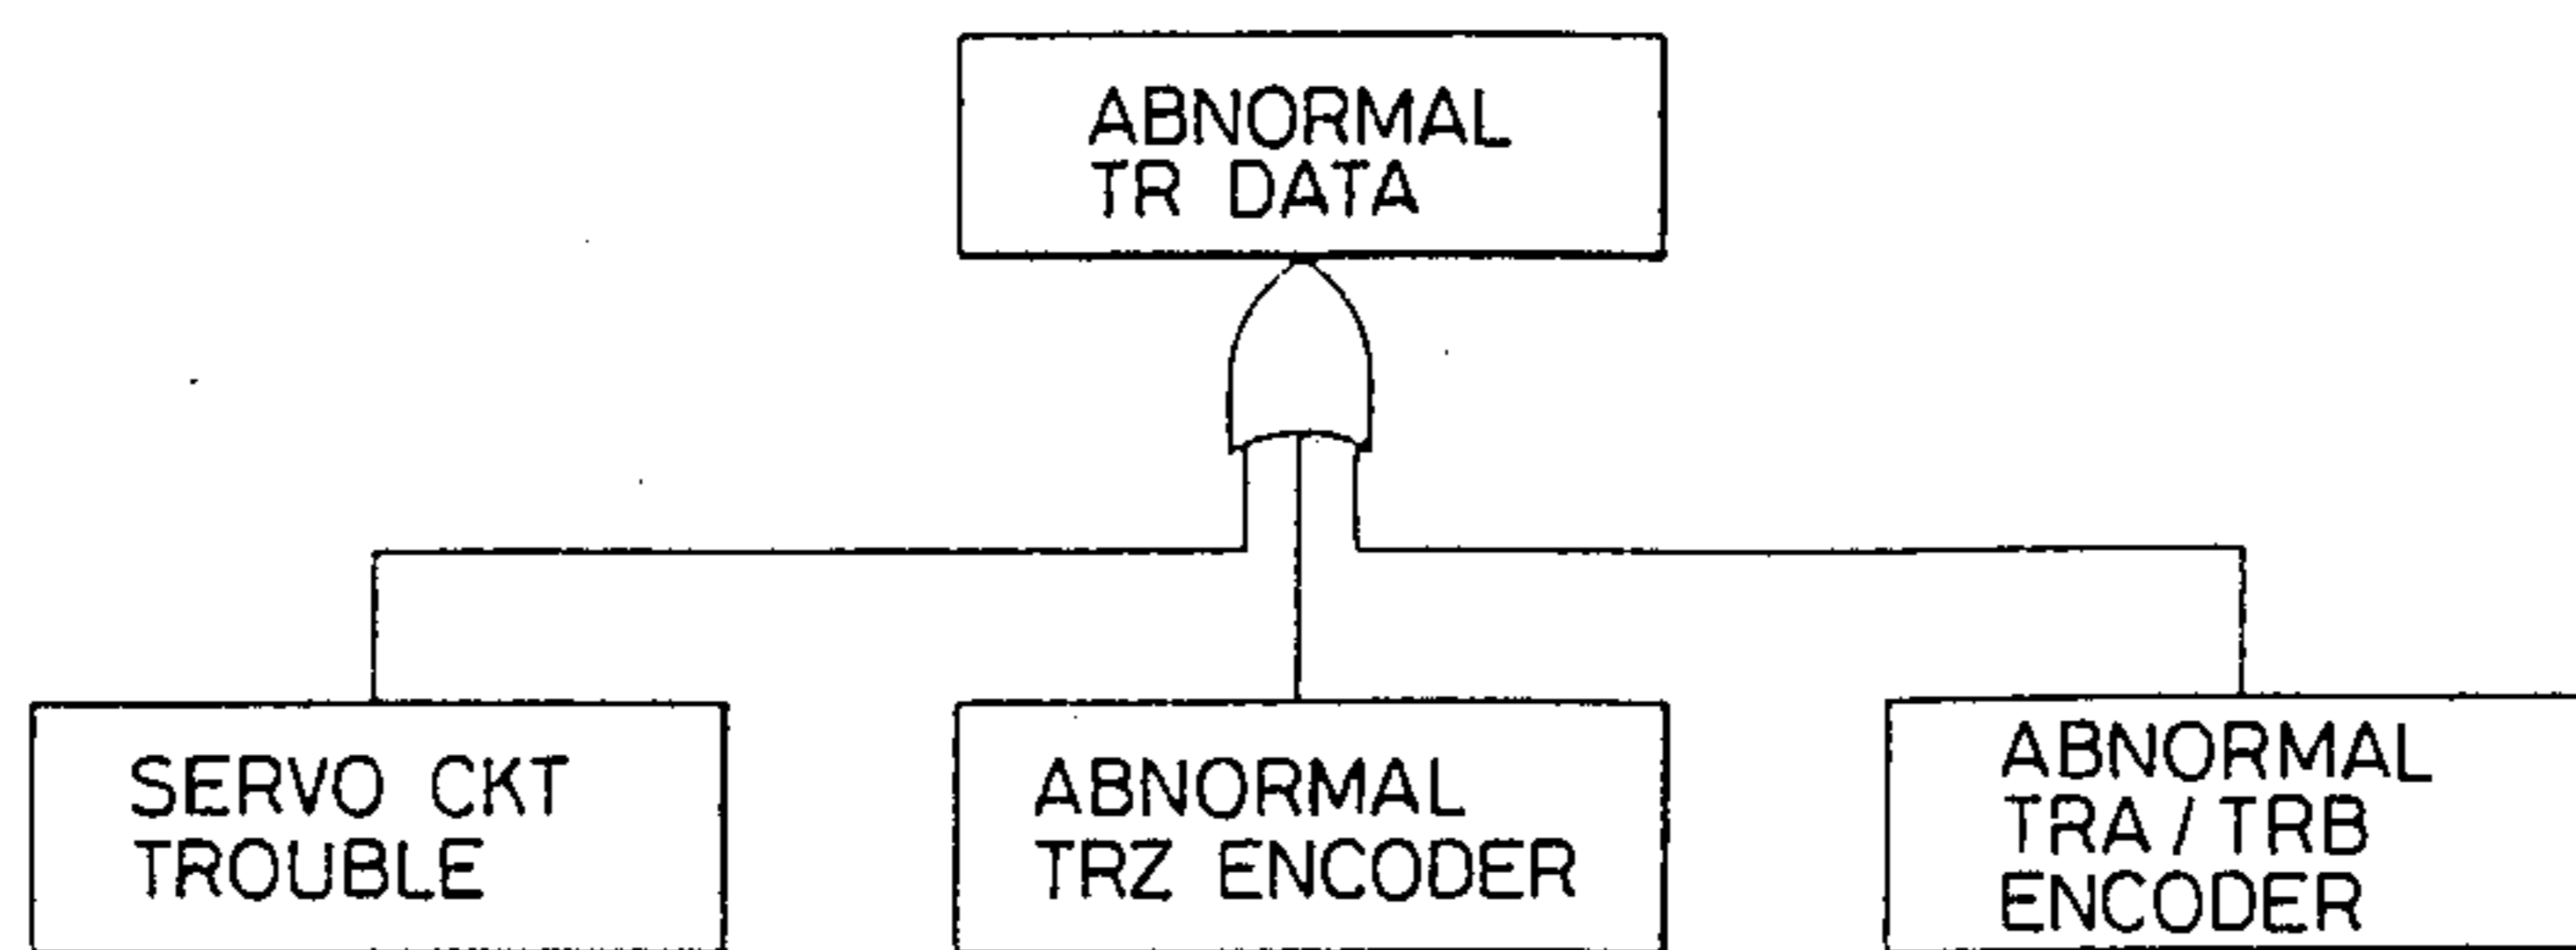 ABNORMAL
TR DATA
SERVO CKT
TROUBLE
ABNORMAL
TRZ ENCODER
ABNORMAL
TRA / TRB
ENCODER